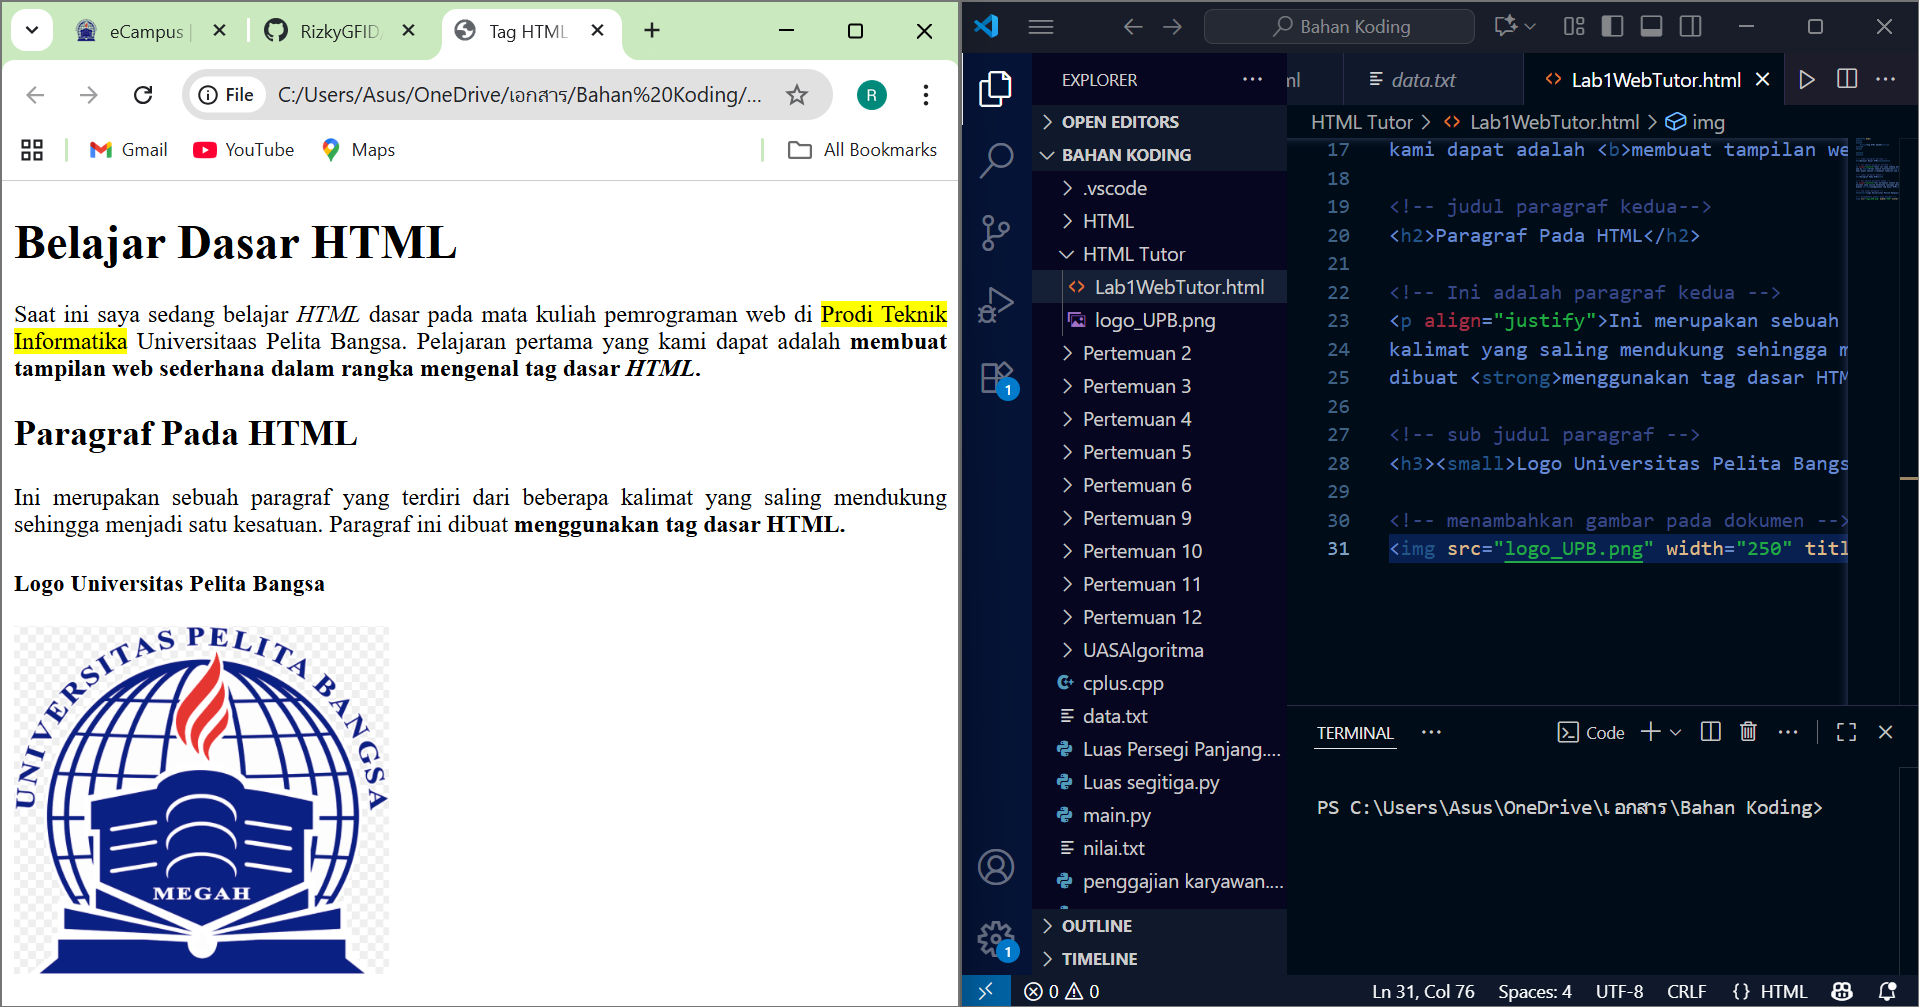 eCampus
RizkyGFID
Tag HTML
File
C:/Users/Asus/OneDrive/เอกสาร/Bahan%20Koding/...
R
Gmail
YouTube
Maps
All Bookmarks
Belajar Dasar HTML
Saat ini saya sedang belajar HTML dasar pada mata kuliah pemrograman web di Prodi Teknik
Informatika Universitaas Pelita Bangsa. Pelajaran pertama yang kami dapat adalah membuat
tampilan web sederhana dalam rangka mengenal tag dasar HTML.
Paragraf Pada HTML
Ini merupakan sebuah paragraf yang terdiri dari beberapa kalimat yang saling mendukung
sehingga menjadi satu kesatuan. Paragraf ini dibuat menggunakan tag dasar HTML.
Logo Universitas Pelita Bangsa
UNIVERSITAS PELITA BANGSA
MEGAH
Bahan Koding
EXPLORER
OPEN EDITORS
BAHAN KODING
.vscode
HTML
HTML Tutor
Lab1WebTutor.html
logo_UPB.png
Pertemuan 2
Pertemuan 3
Pertemuan 4
Pertemuan 5
Pertemuan 6
Pertemuan 9
Pertemuan 10
Pertemuan 11
Pertemuan 12
UASAlgoritma
cplus.cpp
data.txt
Luas Persegi Panjang....
Luas segitiga.py
main.py
nilai.txt
penggajian karyawan....
OUTLINE
TIMELINE
1
1
ml
data.txt
Lab1WebTutor.html
HTML Tutor > Lab1WebTutor.html > img
17 kami dapat adalah <b>membuat tampilan we
18
19 <!-- judul paragraf kedua-->
20 <h2>Paragraf Pada HTML</h2>
21
22 <!-- Ini adalah paragraf kedua -->
23 <p align="justify">Ini merupakan sebuah
24 kalimat yang saling mendukung sehingga m
25 dibuat <strong>menggunakan tag dasar HTM
26
27 <!-- sub judul paragraf -->
28 <h3><small>Logo Universitas Pelita Bangs
29
30 <!-- menambahkan gambar pada dokumen -->
31 <img src="logo_UPB.png" width="250" titl
TERMINAL
Code
PS C:\Users\Asus\OneDrive\เอกสาร\Bahan Koding>
0 0
Ln 31, Col 76
Spaces: 4
UTF-8
CRLF
{} HTML